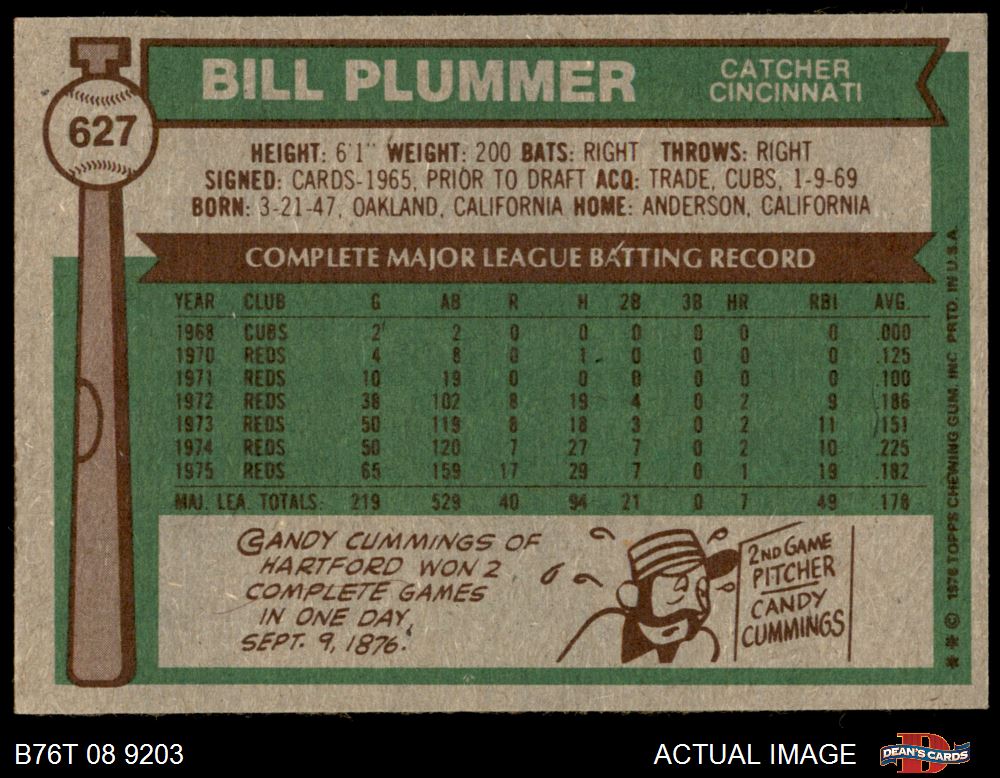 BILL PLUMMER
CATCHER
CINCINNATI
627
HEIGHT: 6'1" WEIGHT: 200 BATS: RIGHT THROWS: RIGHT
SIGNED: CARDS-1965, PRIOR TO DRAFT ACQ: TRADE, CUBS, 1-9-69
BORN: 3-21-47, OAKLAND, CALIFORNIA HOME: ANDERSON, CALIFORNIA
COMPLETE MAJOR LEAGUE BATTING RECORD
YEAR CLUB G AB R H 2B 3B HR RBI AVG.
1968 CUBS 2 2 0 0 0 0 0 0 .000
1970 REDS 4 8 0 1 0 0 0 0 .125
1971 REDS 10 19 0 0 0 0 0 0 .100
1972 REDS 38 102 8 19 4 0 2 9 .186
1973 REDS 50 119 8 18 3 0 2 11 .151
1974 REDS 50 120 7 27 7 0 2 10 .225
1975 REDS 65 159 17 29 7 0 1 19 .182
MAJ. LEA. TOTALS: 219 529 40 94 21 0 7 49 .178
CANDY CUMMINGS OF
HARTFORD WON 2
COMPLETE GAMES
IN ONE DAY,
SEPT. 9, 1876.
2ND GAME
PITCHER
CANDY
CUMMINGS
* * © 1976 TOPPS CHEWING GUM, INC. PRTD. IN U.S.A.
B76T 08 9203
ACTUAL IMAGE
DEAN'S CARDS